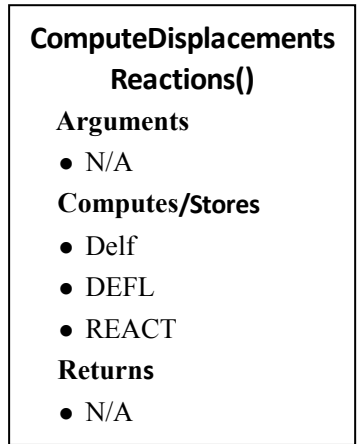 ComputeDisplacements
Reactions()
Arguments
● N/A
Computes/Stores
● Delf
● DEFL
● REACT
Returns
● N/A